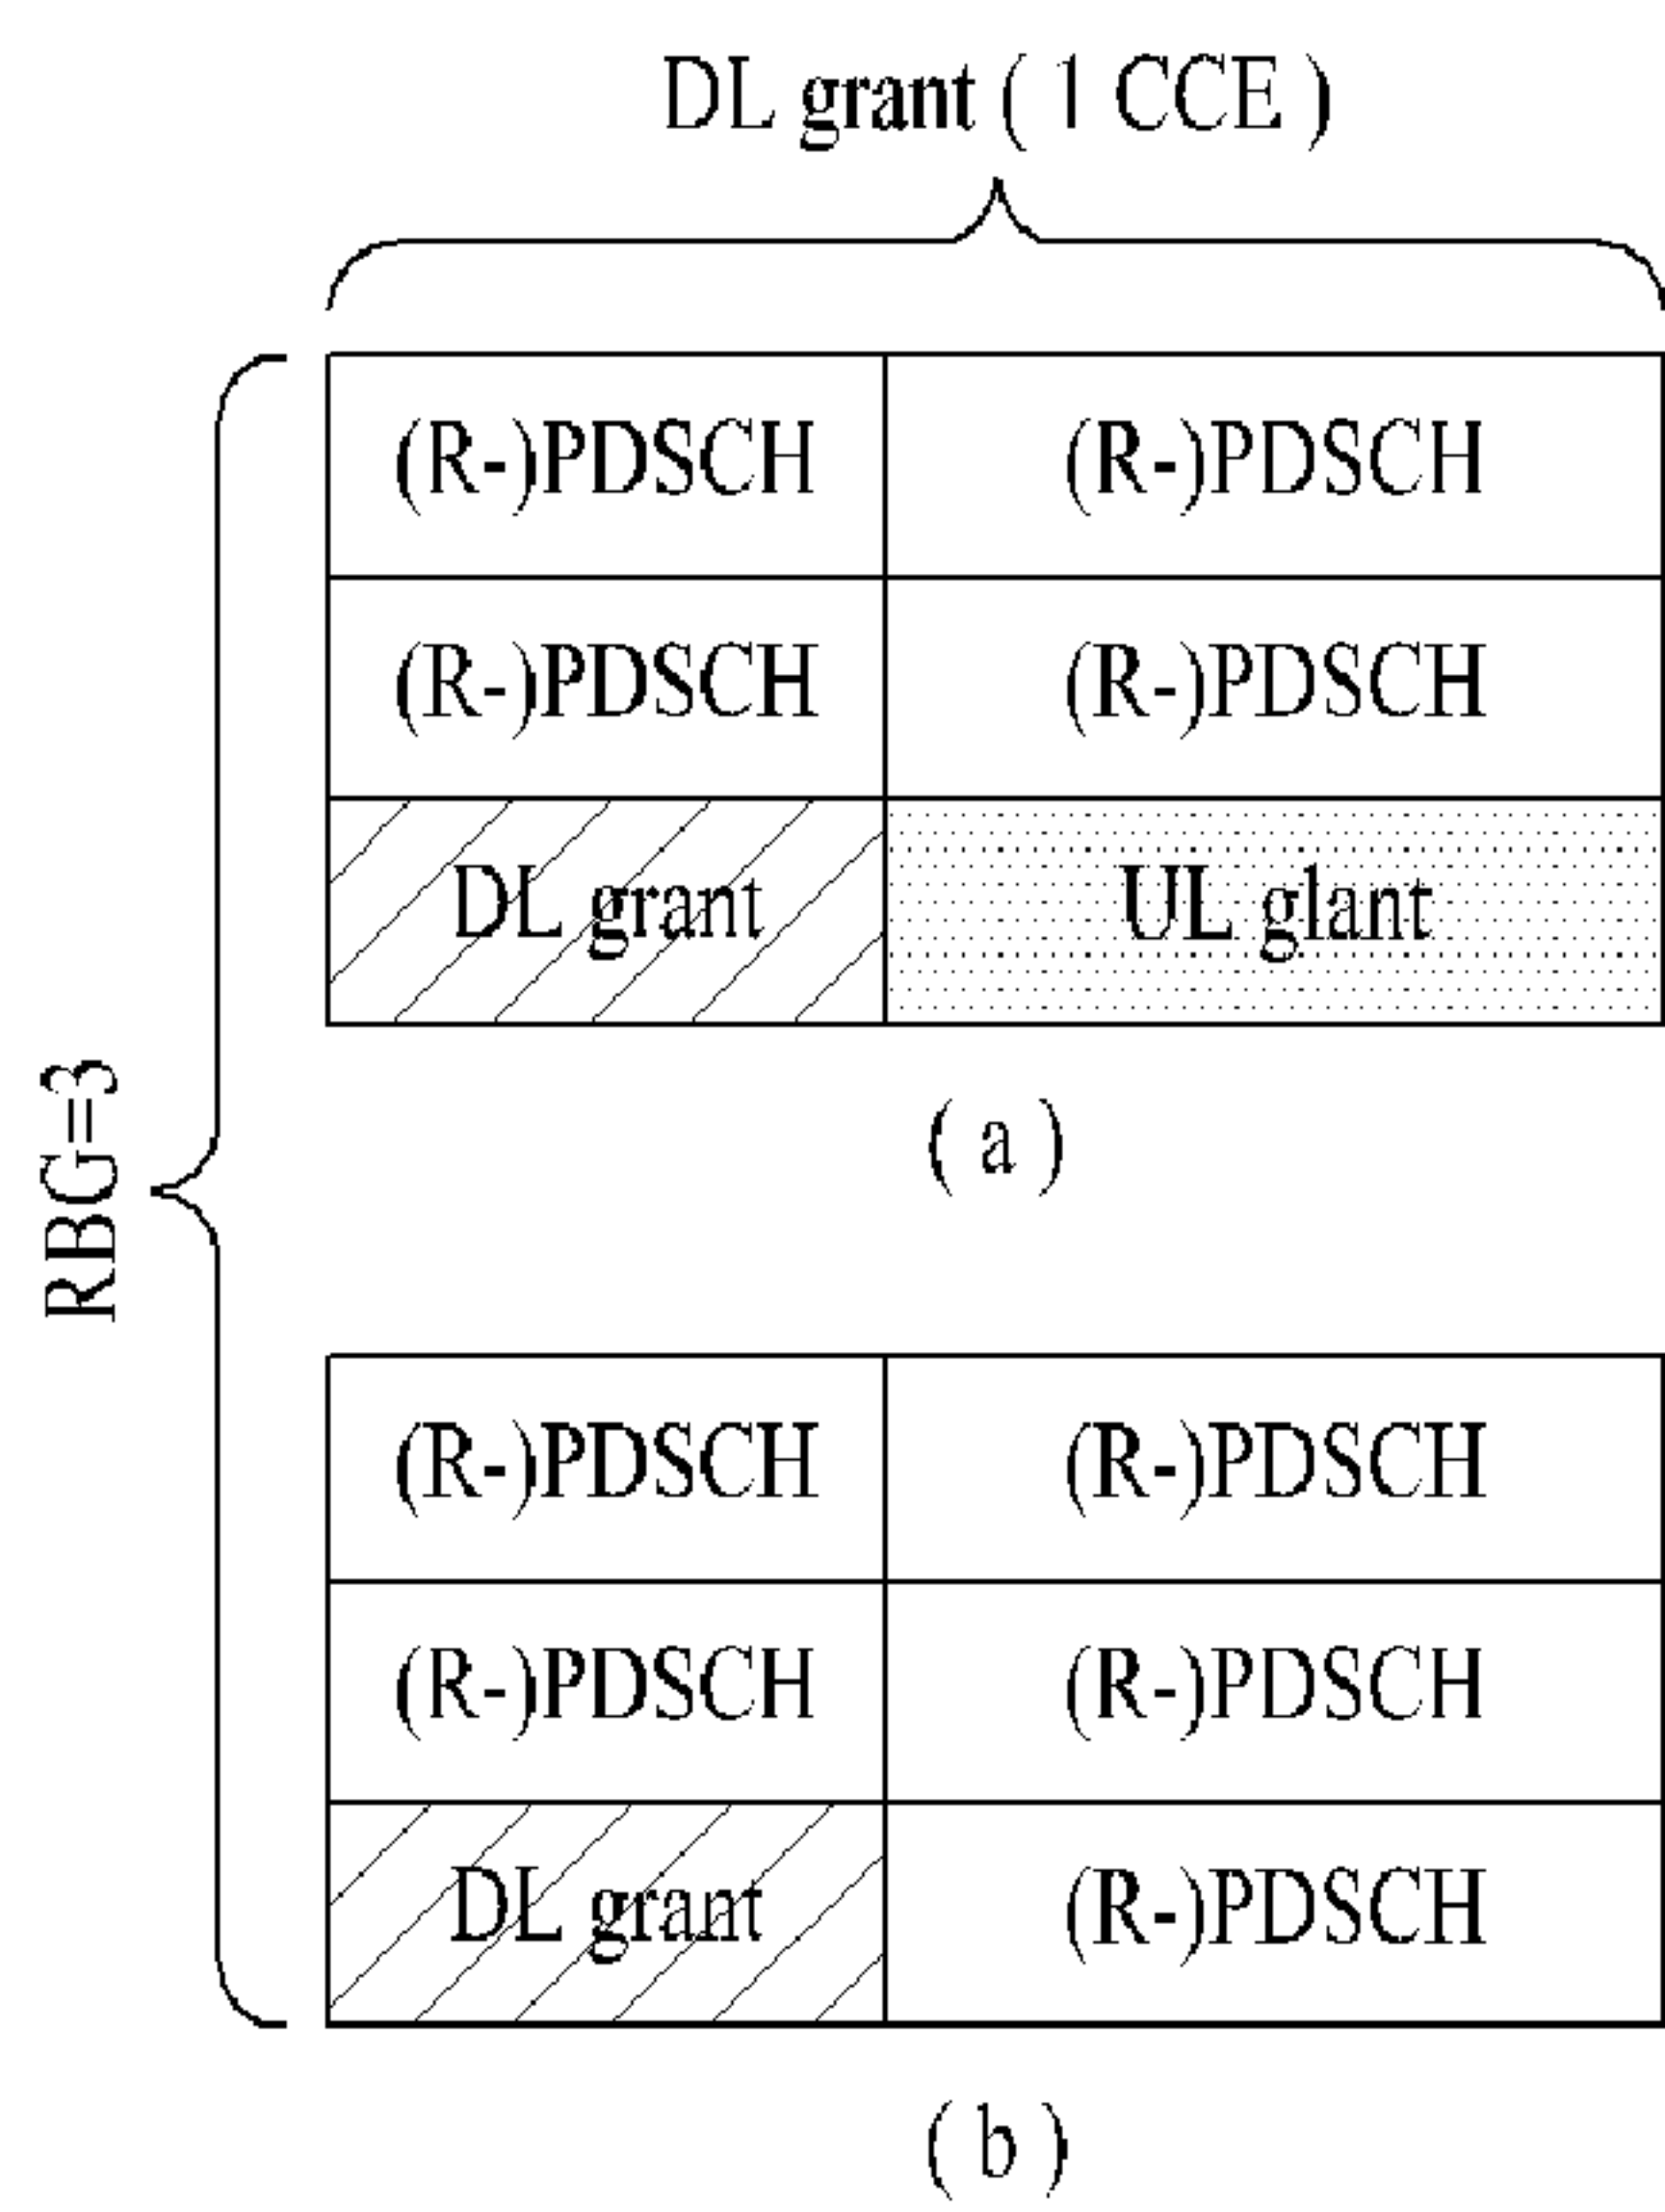 DL grant ( 1 CCE )
RBG=3
(R-)PDSCH (R-)PDSCH
(R-)PDSCH (R-)PDSCH
DL grant UL glant
( a )
(R-)PDSCH (R-)PDSCH
(R-)PDSCH (R-)PDSCH
DL grant (R-)PDSCH
( b )